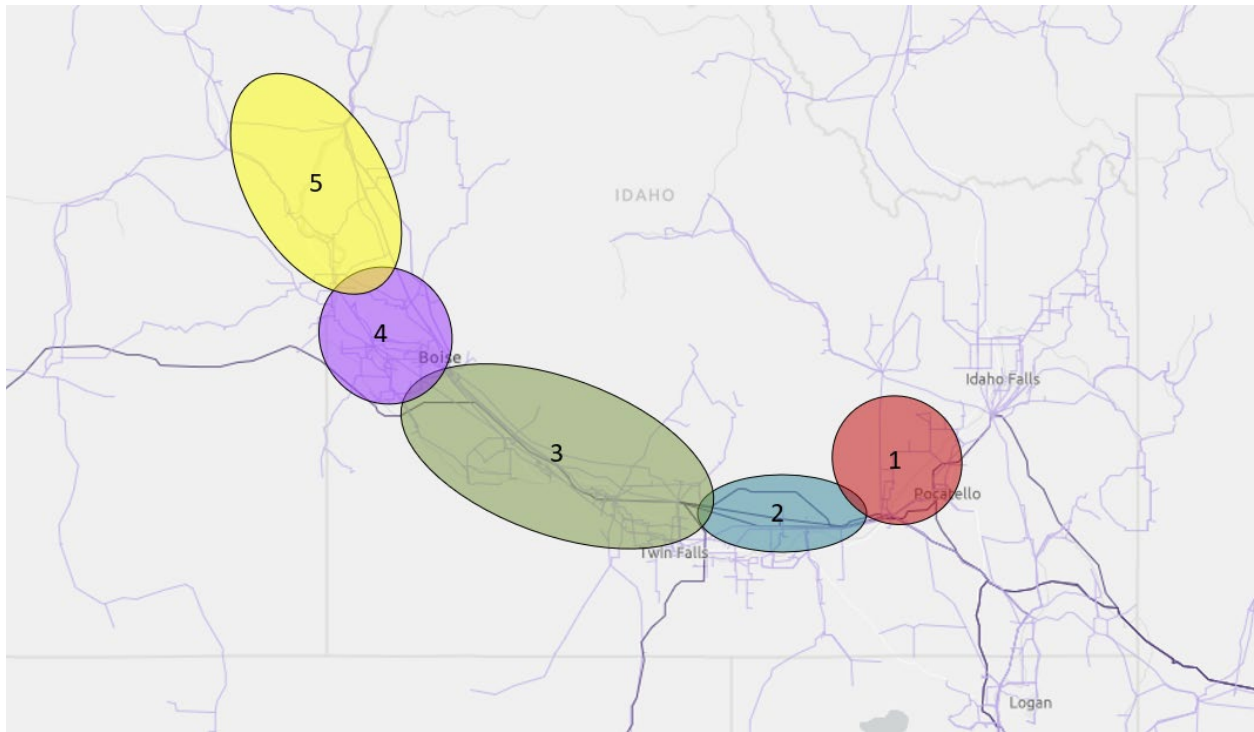 5
IDAHO
4
Boise
Idaho Falls
3
1
Pocatello
2
Twin Falls
Logan